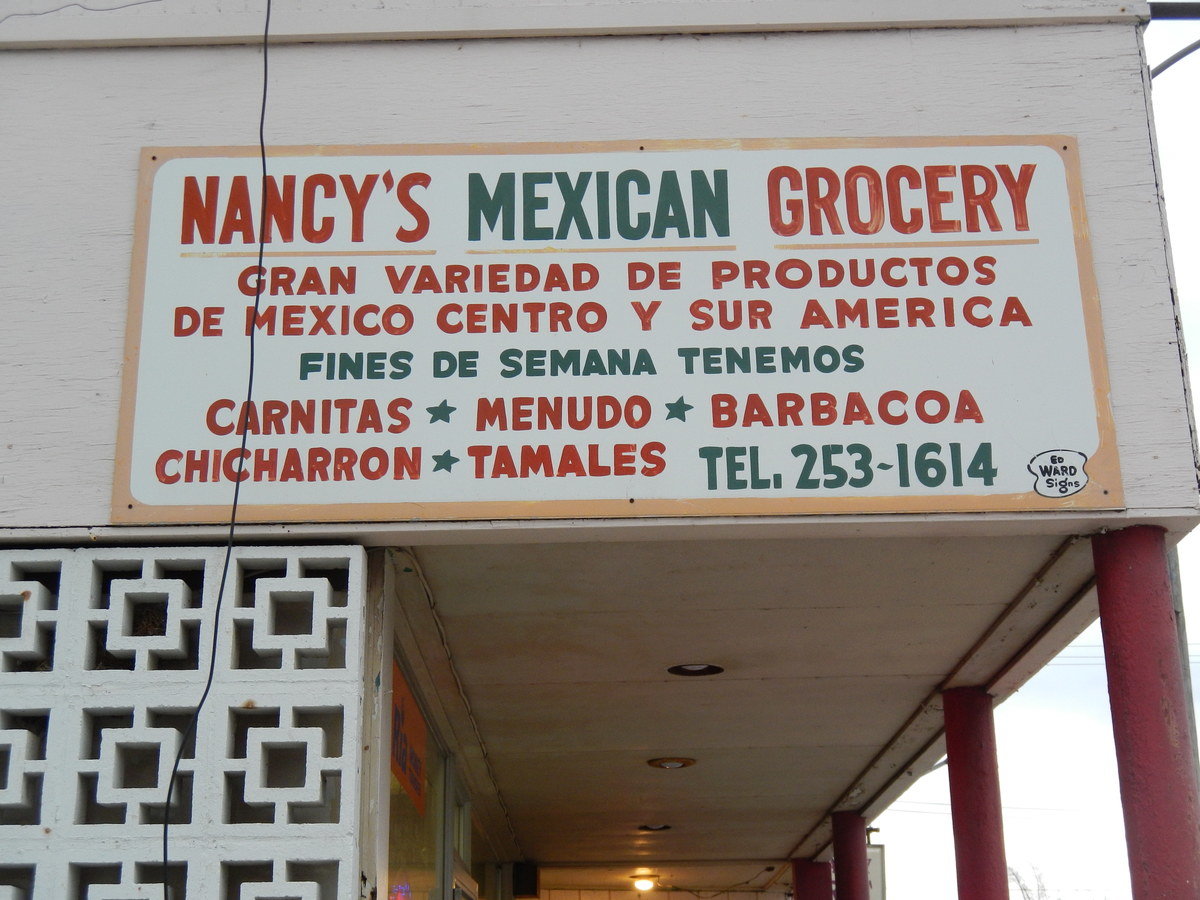 NANCY'S MEXICAN GROCERY
GRAN VARIEDAD DE PRODUCTOS
DE MEXICO CENTRO Y SUR AMERICA
FINES DE SEMANA TENEMOS
CARNITAS ★ MENUDO ★ BARBACOA
CHICHARRON ★ TAMALES TEL. 253-1614
ED
WARD
Signs